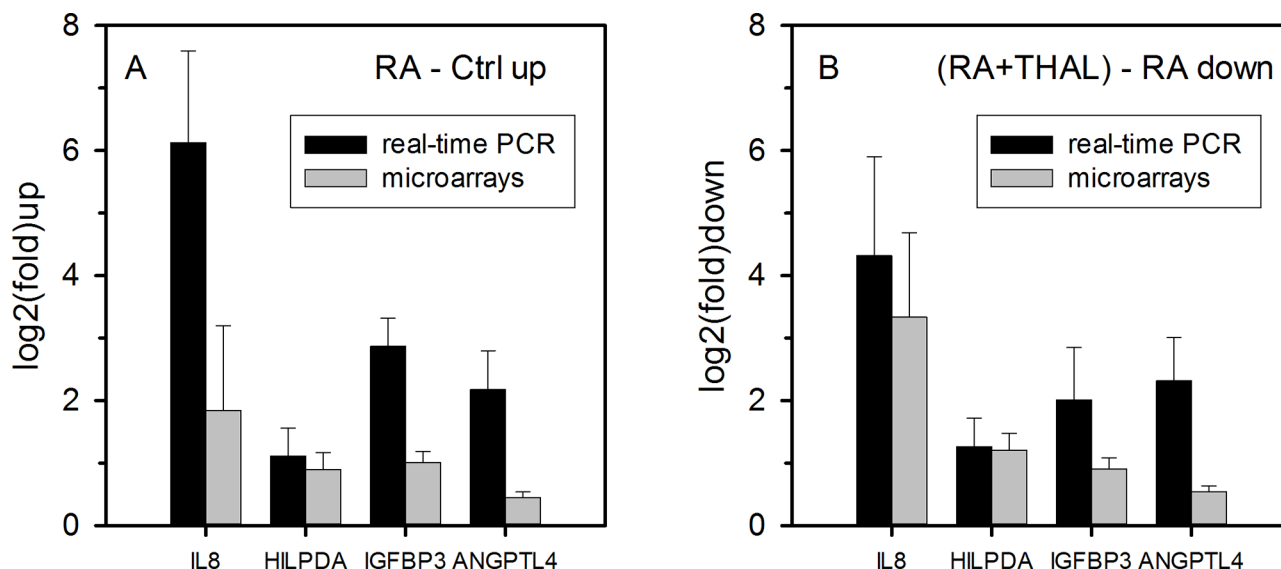 A
RA - Ctrl up
real-time PCR
microarrays
log2(fold)up
8
6
4
2
0
IL8 HILPDA IGFBP3 ANGPTL4
B
(RA+THAL) - RA down
real-time PCR
microarrays
log2(fold)down
8
6
4
2
0
IL8 HILPDA IGFBP3 ANGPTL4